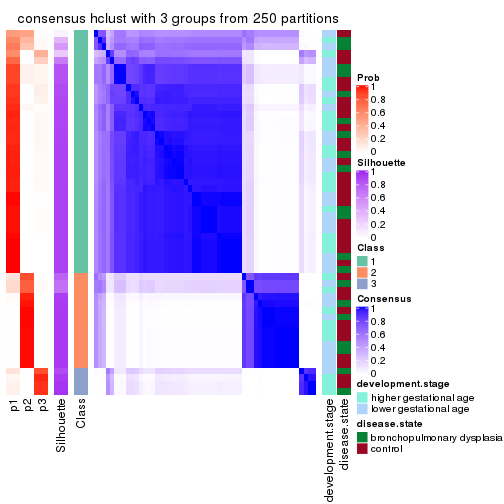 consensus hclust with 3 groups from 250 partitions
Prob
1
0.8
0.6
0.4
0.2
0
Silhouette
1
0.8
0.6
0.4
0.2
0
Class
1
2
3
Consensus
1
0.8
0.6
0.4
0.2
0
development.stage
higher gestational age
lower gestational age
disease.state
bronchopulmonary dysplasia
control
p1
p2
p3
Silhouette
Class
development.stage
disease.state